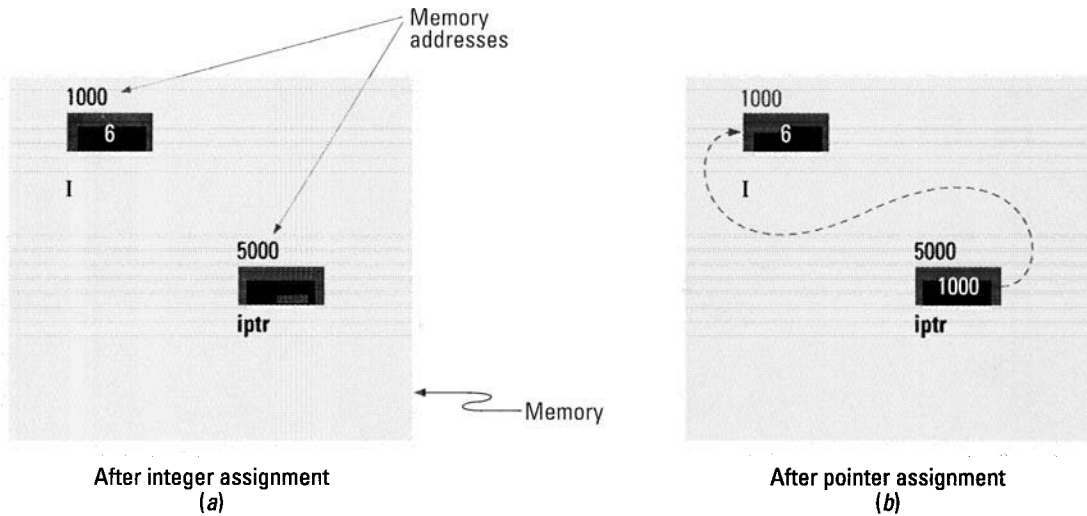 Memory
addresses
1000
6
I
5000
iptr
Memory
After integer assignment
(a)
1000
6
I
5000
1000
iptr
After pointer assignment
(b)